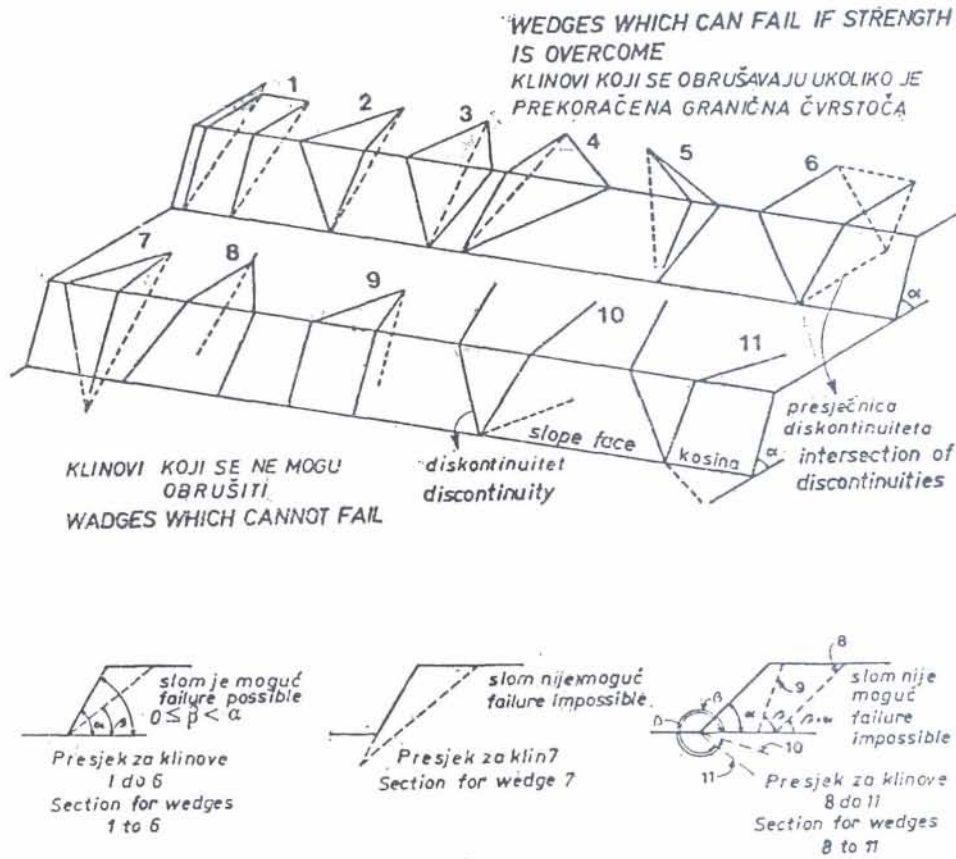 WEDGES WHICH CAN FAIL IF STRENGTH
IS OVERCOME
KLINOVI KOJI SE OBRUŠAVAJU UKOLIKO JE
PREKORAČENA GRANIČNA ČVRSTOČA
1
2
3
4
5
6
7
8
9
10
11
α
presječnica
diskontinuiteta
intersection of
discontinuities
slope face
kosina
α
diskontinuitet
discontinuity
KLINOVI KOJI SE NE MOGU
OBRUŠITI
WADGES WHICH CANNOT FAIL
slom je moguć
failure possible
0 ≤ β < α
α
β
Presjek za klinove
1 do 6
Section for wedges
1 to 6
slom nije moguć
failure impossible
Presjek za klin 7
Section for wedge 7
8
9
β
β
α
β
10
11
slom nije
moguć
failure
impossible
Presjek za klinove
8 do 11
Section for wedges
8 to 11